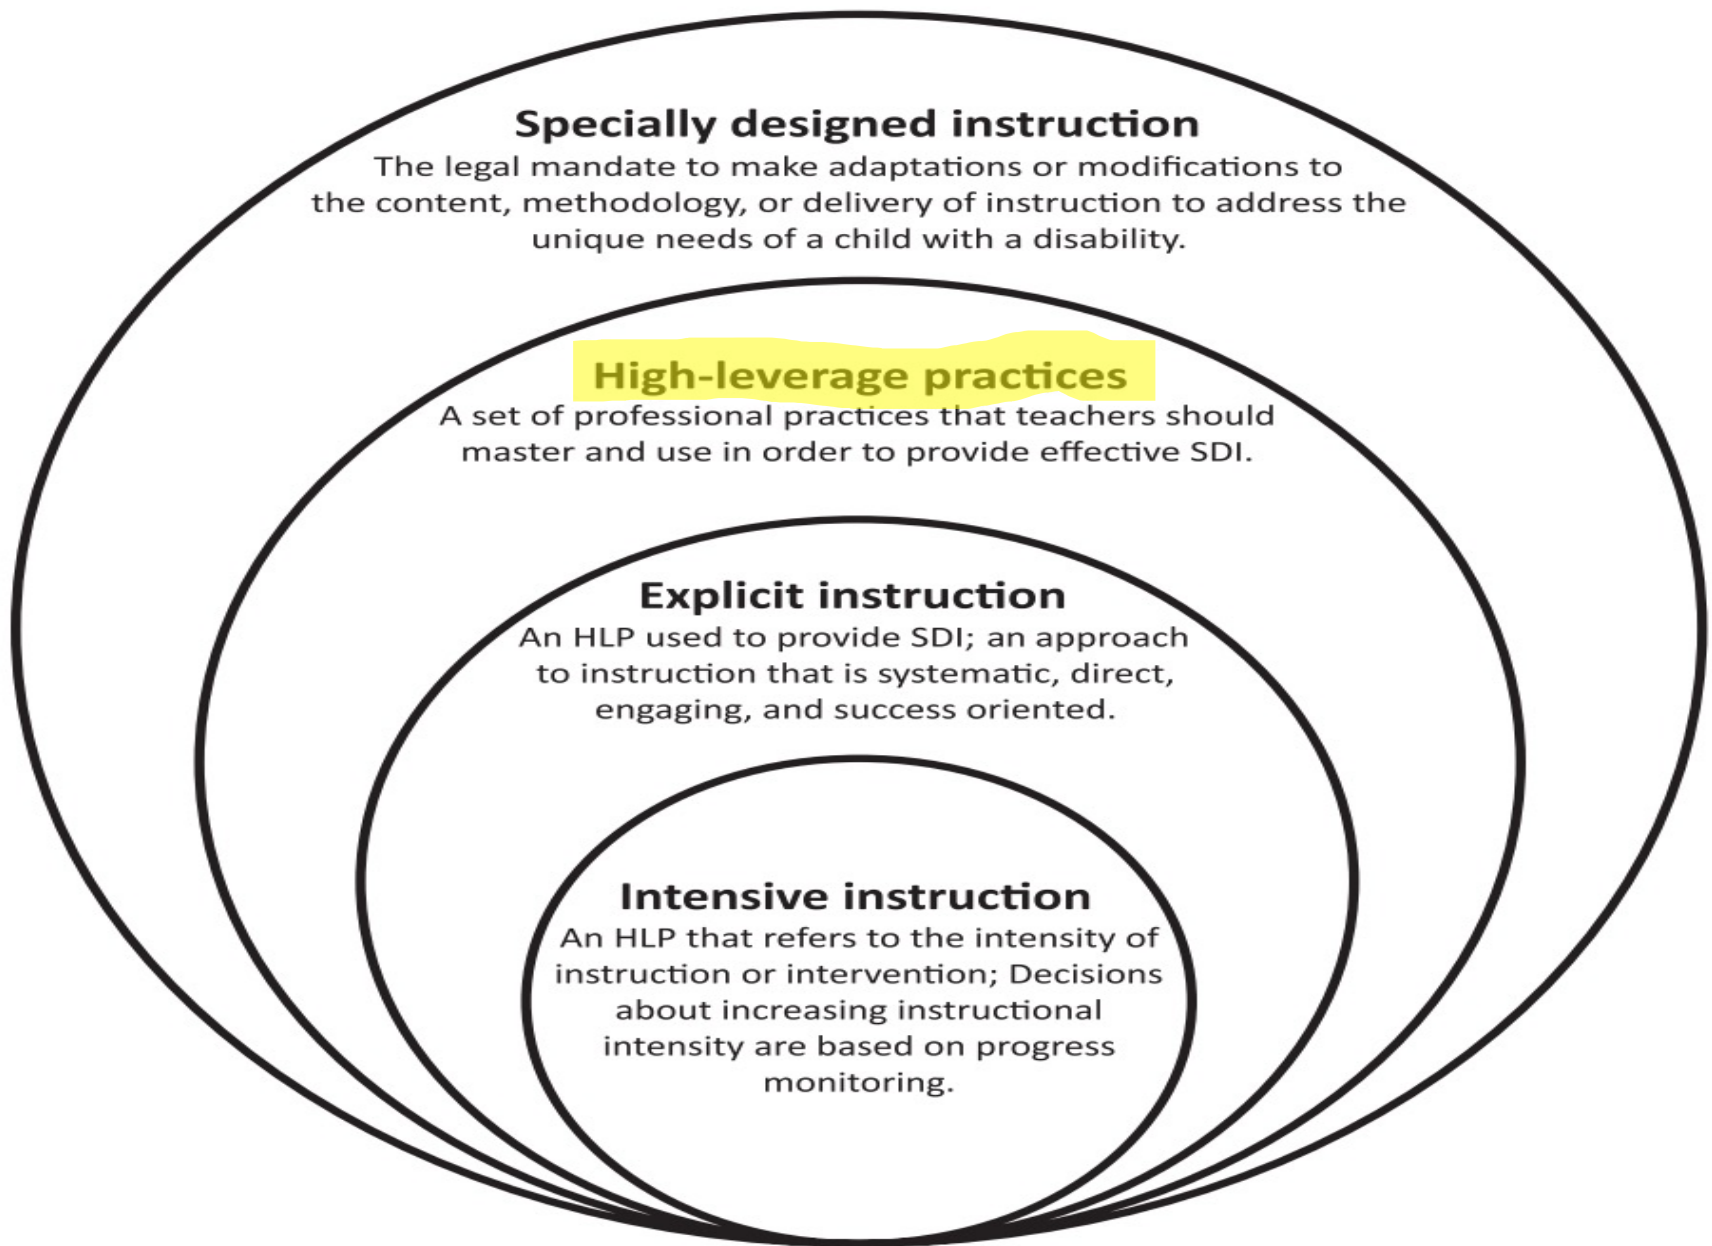 Specially designed instruction
The legal mandate to make adaptations or modifications to
the content, methodology, or delivery of instruction to address the
unique needs of a child with a disability.
High-leverage practices
A set of professional practices that teachers should
master and use in order to provide effective SDI.
Explicit instruction
An HLP used to provide SDI; an approach
to instruction that is systematic, direct,
engaging, and success oriented.
Intensive instruction
An HLP that refers to the intensity of
instruction or intervention; Decisions
about increasing instructional
intensity are based on progress
monitoring.